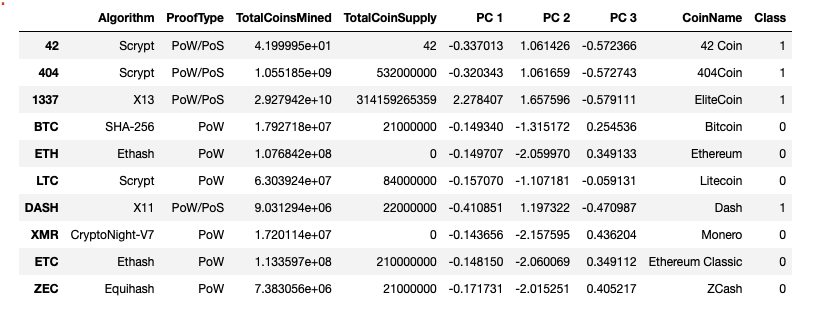 Algorithm ProofType TotalCoinsMined TotalCoinSupply PC 1 PC 2 PC 3 CoinName Class
42 Scrypt PoW/PoS 4.199995e+01 42 -0.337013 1.061426 -0.572366 42 Coin 1
404 Scrypt PoW/PoS 1.055185e+09 532000000 -0.320343 1.061659 -0.572743 404Coin 1
1337 X13 PoW/PoS 2.927942e+10 314159265359 2.278407 1.657596 -0.579111 EliteCoin 1
BTC SHA-256 PoW 1.792718e+07 21000000 -0.149340 -1.315172 0.254536 Bitcoin 0
ETH Ethash PoW 1.076842e+08 0 -0.149707 -2.059970 0.349133 Ethereum 0
LTC Scrypt PoW 6.303924e+07 84000000 -0.157070 -1.107181 -0.059131 Litecoin 0
DASH X11 PoW/PoS 9.031294e+06 22000000 -0.410851 1.197322 -0.470987 Dash 1
XMR CryptoNight-V7 PoW 1.720114e+07 0 -0.143656 -2.157595 0.436204 Monero 0
ETC Ethash PoW 1.133597e+08 210000000 -0.148150 -2.060069 0.349112 Ethereum Classic 0
ZEC Equihash PoW 7.383056e+06 21000000 -0.171731 -2.015251 0.405217 ZCash 0